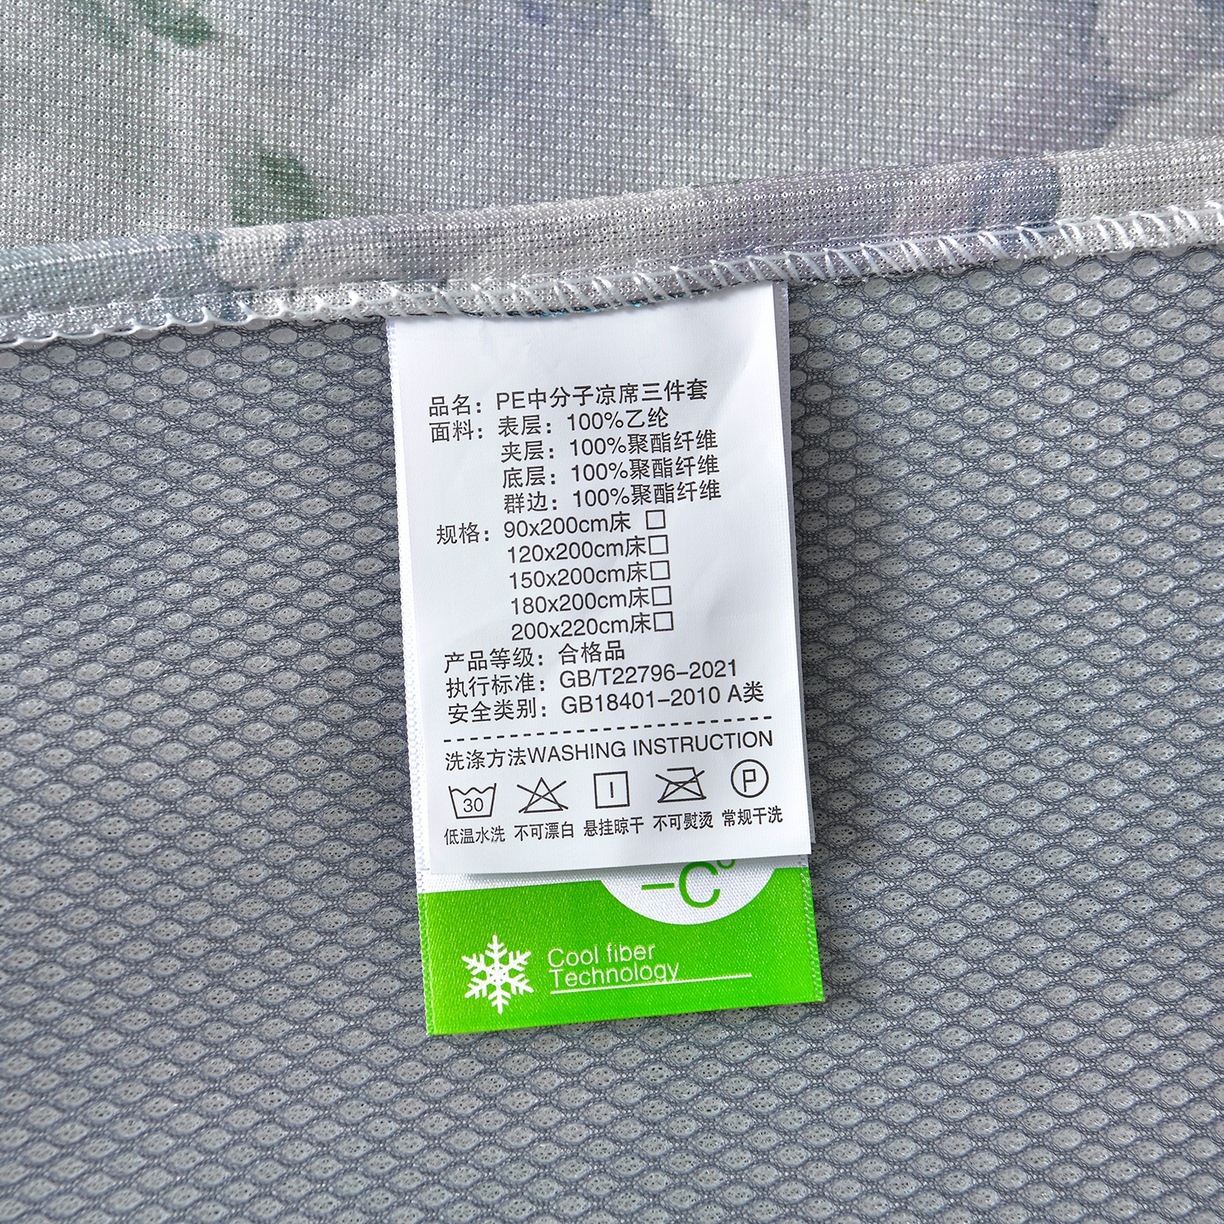 品名：PE中分子凉席三件套
面料：表层：100%乙纶
夹层：100%聚酯纤维
底层：100%聚酯纤维
群边：100%聚酯纤维
规格：90x200cm床 □
120x200cm床□
150x200cm床□
180x200cm床□
200x220cm床□
产品等级：合格品
执行标准：GB/T22796-2021
安全类别：GB18401-2010 A类
洗涤方法WASHING INSTRUCTION
30 P
低温水洗 不可漂白 悬挂晾干 不可熨烫 常规干洗
-C°
Cool fiber
Technology